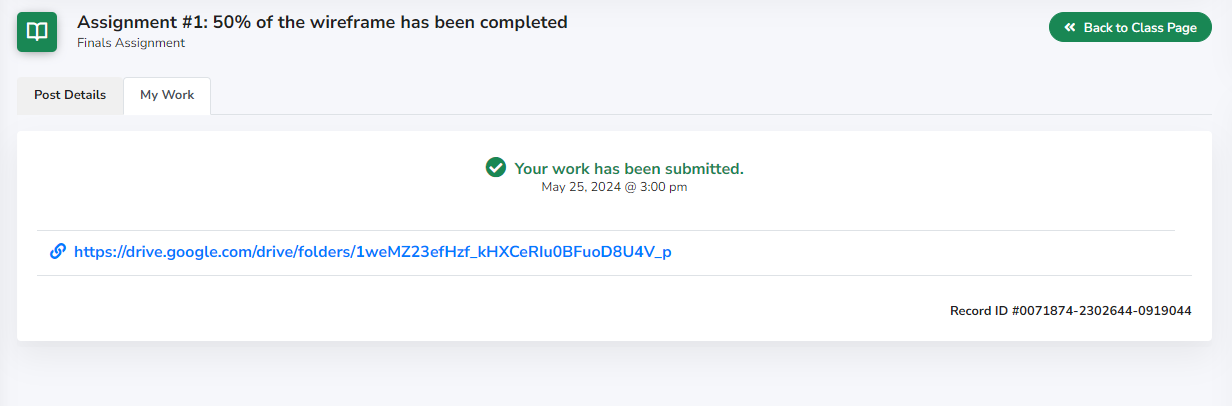 Assignment #1: 50% of the wireframe has been completed
Finals Assignment
Back to Class Page
Post Details
My Work
Your work has been submitted.
May 25, 2024 @ 3:00 pm
https://drive.google.com/drive/folders/1weMZ23efHzf_kHXCeRIu0BFuoD8U4V_p
Record ID #0071874-2302644-0919044